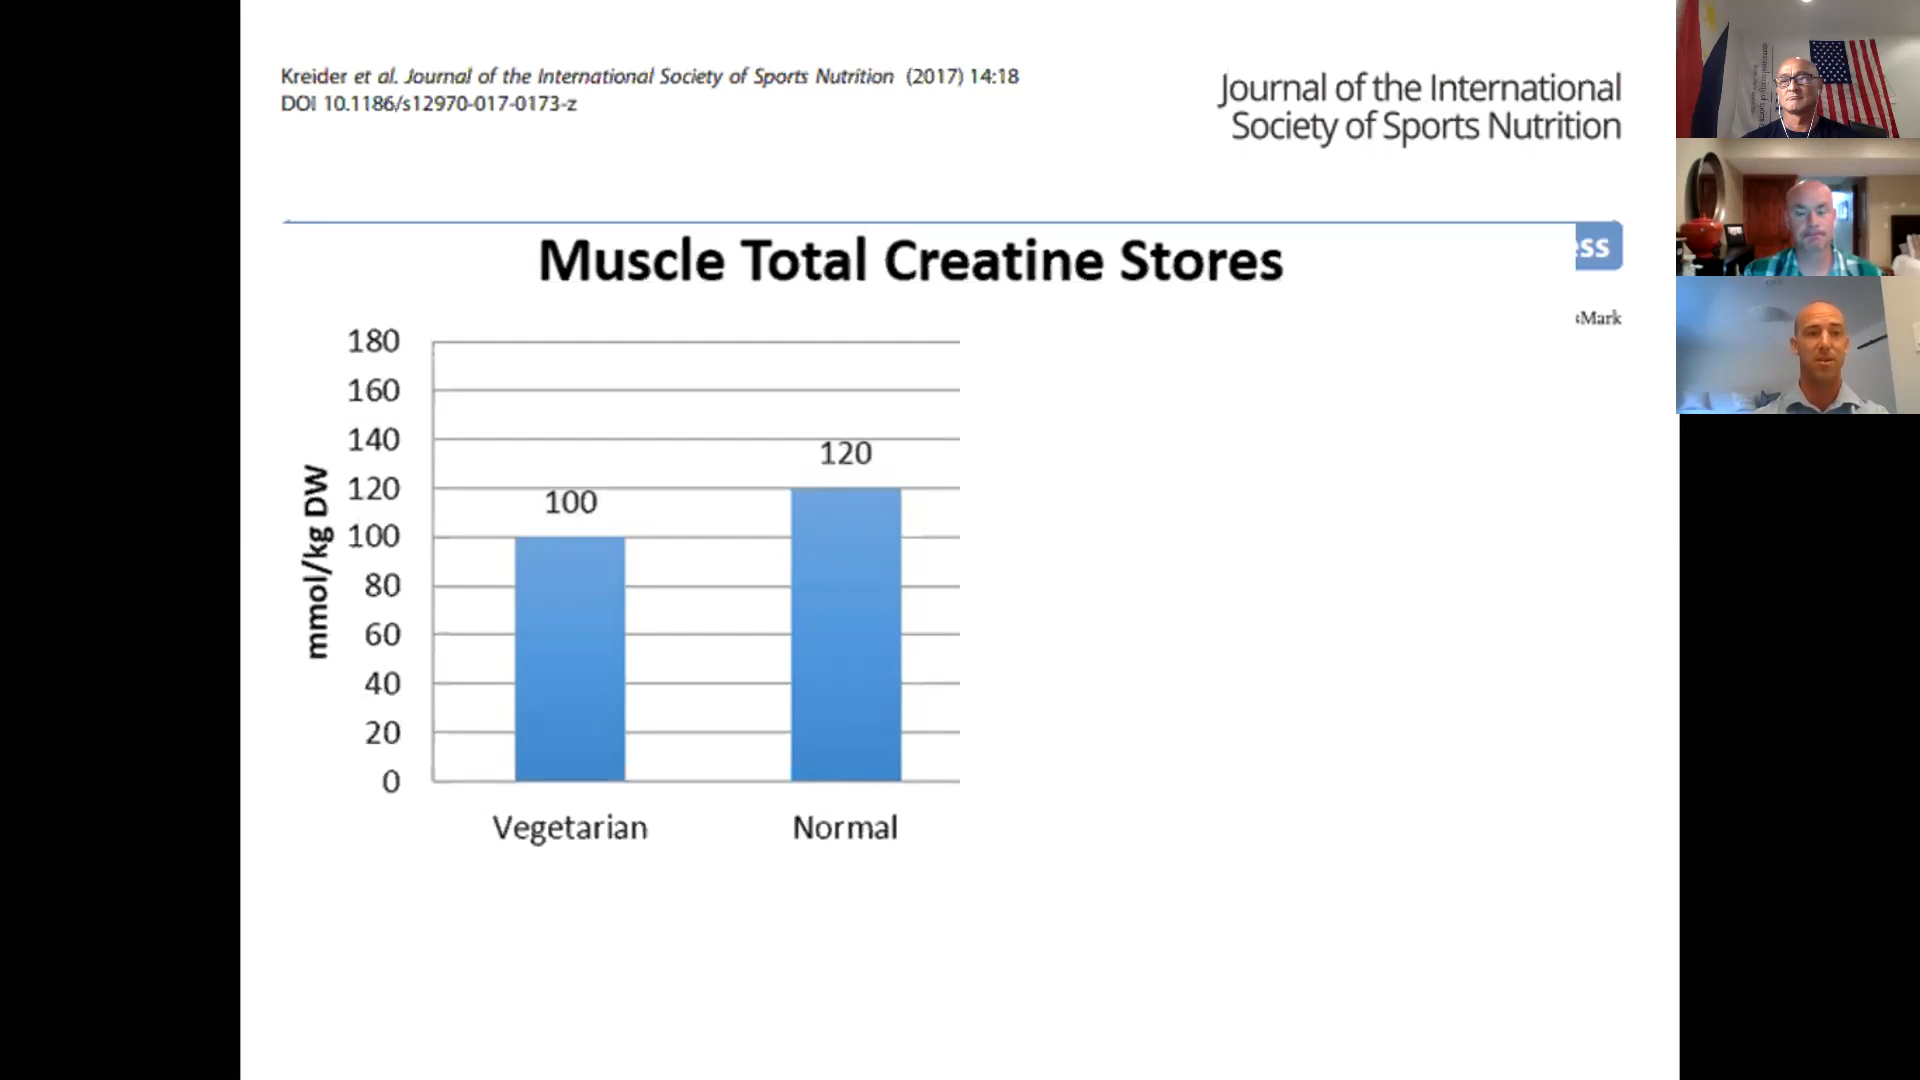 Kreider et al. Journal of the International Society of Sports Nutrition (2017) 14:18
DOI 10.1186/s12970-017-0173-z
Journal of the International
Society of Sports Nutrition
ess
Muscle Total Creatine Stores
sMark
180
160
140
120
100
80
60
40
20
0
mmol/kg DW
100
120
Vegetarian
Normal